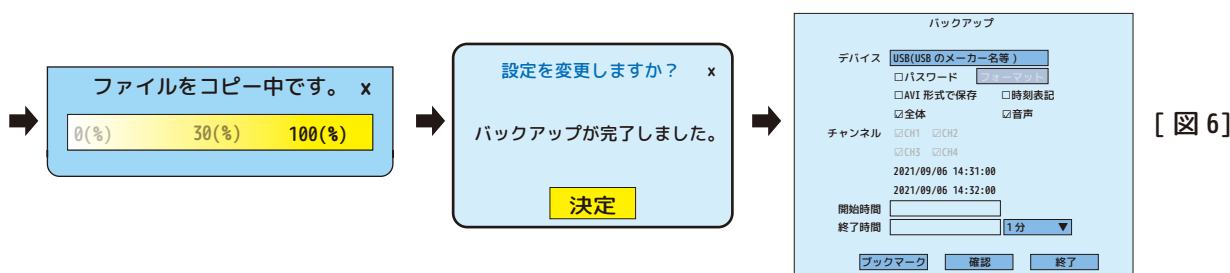 ファイルをコピー中です。 x
0(%) 30(%) 100(%)
設定を変更しますか？ x
バックアップが完了しました。
決定
バックアップ
デバイス USB(USBのメーカー名等)
□パスワード フォーマット
□AVI形式で保存 □時刻表記
☑全体 ☑音声
チャンネル ☑CH1 ☑CH2
☑CH3 ☑CH4
2021/09/06 14:31:00
2021/09/06 14:32:00
開始時間
終了時間 1分 ▼
ブックマーク 確認 終了
[図6]